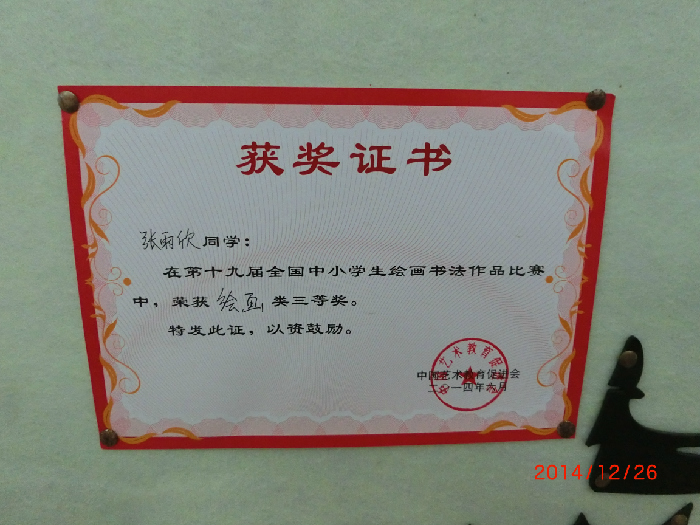 获奖证书
张雨欣同学：
在第十九届全国中小学生绘画书法作品比赛
中，荣获绘画类三等奖。
特发此证，以资鼓励。
中国艺术教育促进会
二〇一四年六月
2014/12/26